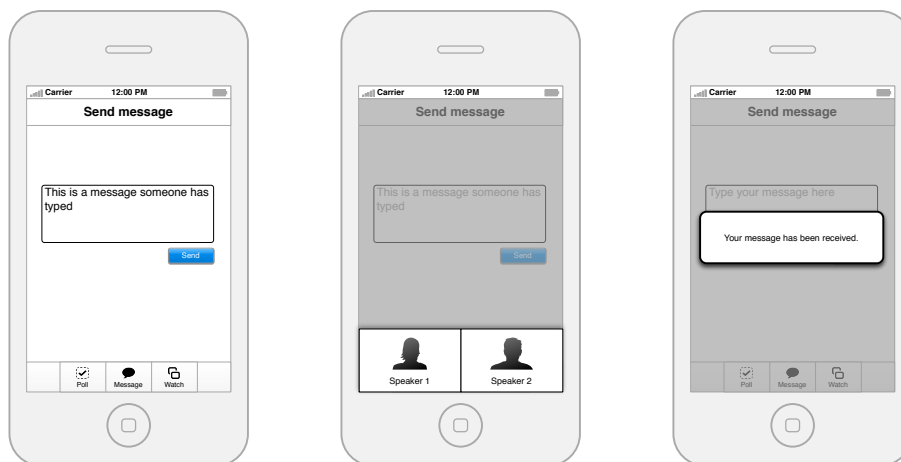 Carrier 12:00 PM
Send message
This is a message someone has
typed
Send
Poll Message Watch
Carrier 12:00 PM
Send message
This is a message someone has
typed
Send
Speaker 1 Speaker 2
Carrier 12:00 PM
Send message
Type your message here
Your message has been received.
Poll Message Watch